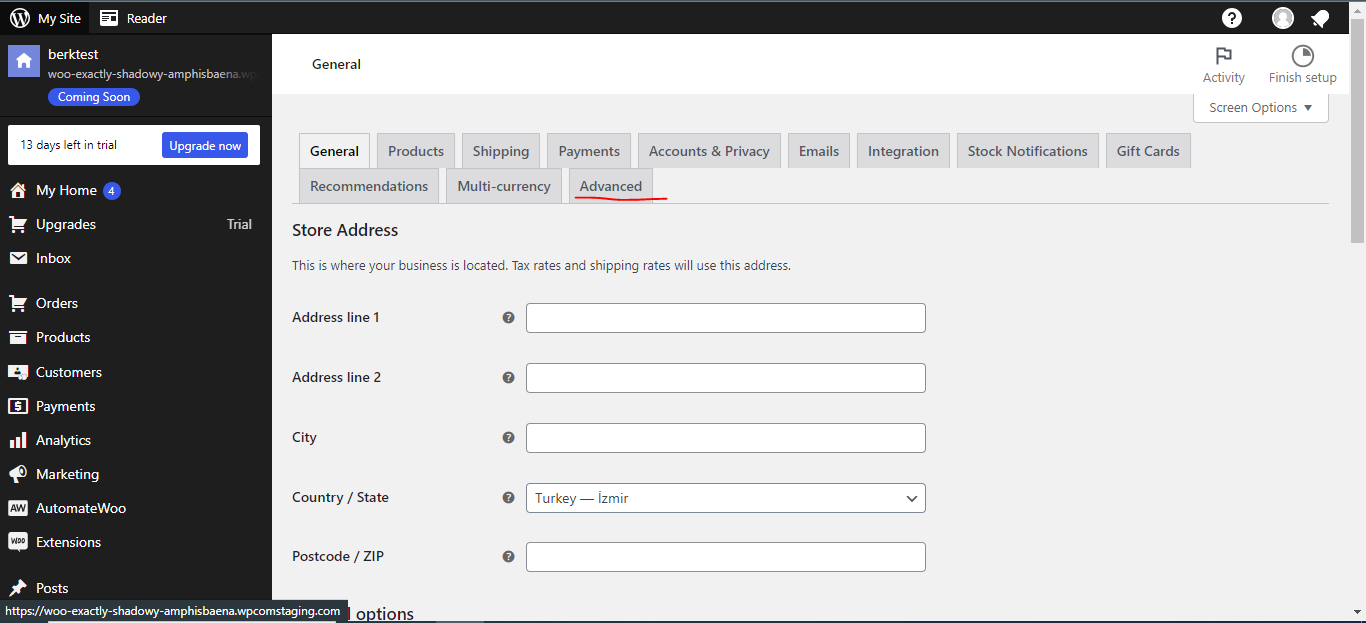 My Site Reader
berktest
woo-exactly-shadowy-amphisbaena.wpc
Coming Soon
13 days left in trial Upgrade now
My Home 4
Upgrades Trial
Inbox
Orders
Products
Customers
Payments
Analytics
Marketing
AW AutomateWoo
Woo Extensions
Posts
https://woo-exactly-shadowy-amphisbaena.wpcomstaging.com
General
Activity Finish setup
Screen Options
General Products Shipping Payments Accounts & Privacy Emails Integration Stock Notifications Gift Cards
Recommendations Multi-currency Advanced
Store Address
This is where your business is located. Tax rates and shipping rates will use this address.
Address line 1
Address line 2
City
Country / State Turkey — İzmir
Postcode / ZIP
options